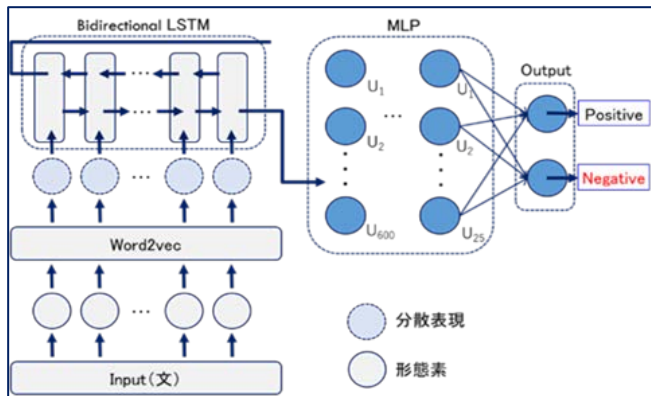 Bidirectional LSTM
MLP
Output
U1
U1
U2
U2
U600
U25
Positive
Negative
Word2vec
Input(文)
分散表現
形態素